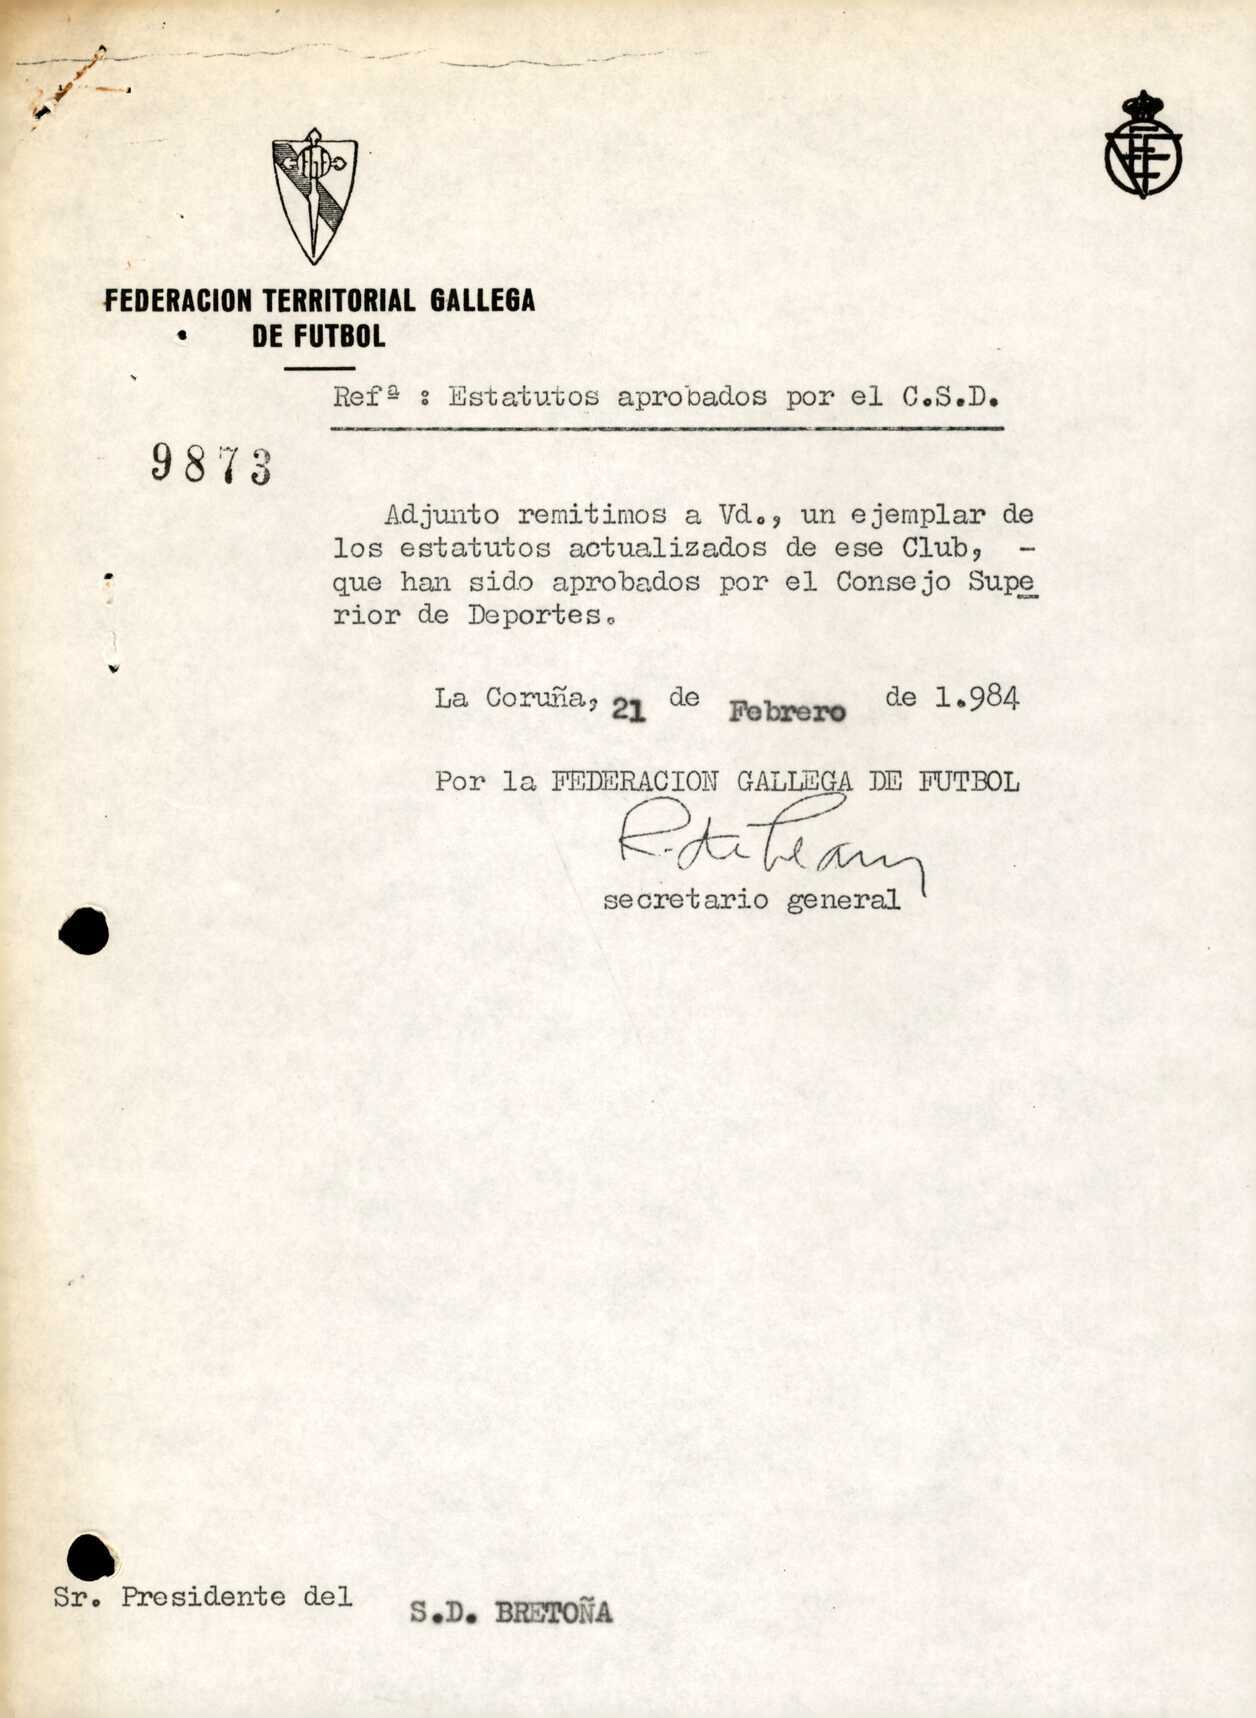 FEDERACION TERRITORIAL GALLEGA
DE FUTBOL
Refª : Estatutos aprobados por el C.S.D.
9873
Adjunto remitimos a Vd., un ejemplar de
los estatutos actualizados de ese Club, -
que han sido aprobados por el Consejo Supe
rior de Deportes.
La Coruña, 21 de Febrero de 1.984
Por la FEDERACION GALLEGA DE FUTBOL
secretario general
Sr. Presidente del S.D. BRETOÑA